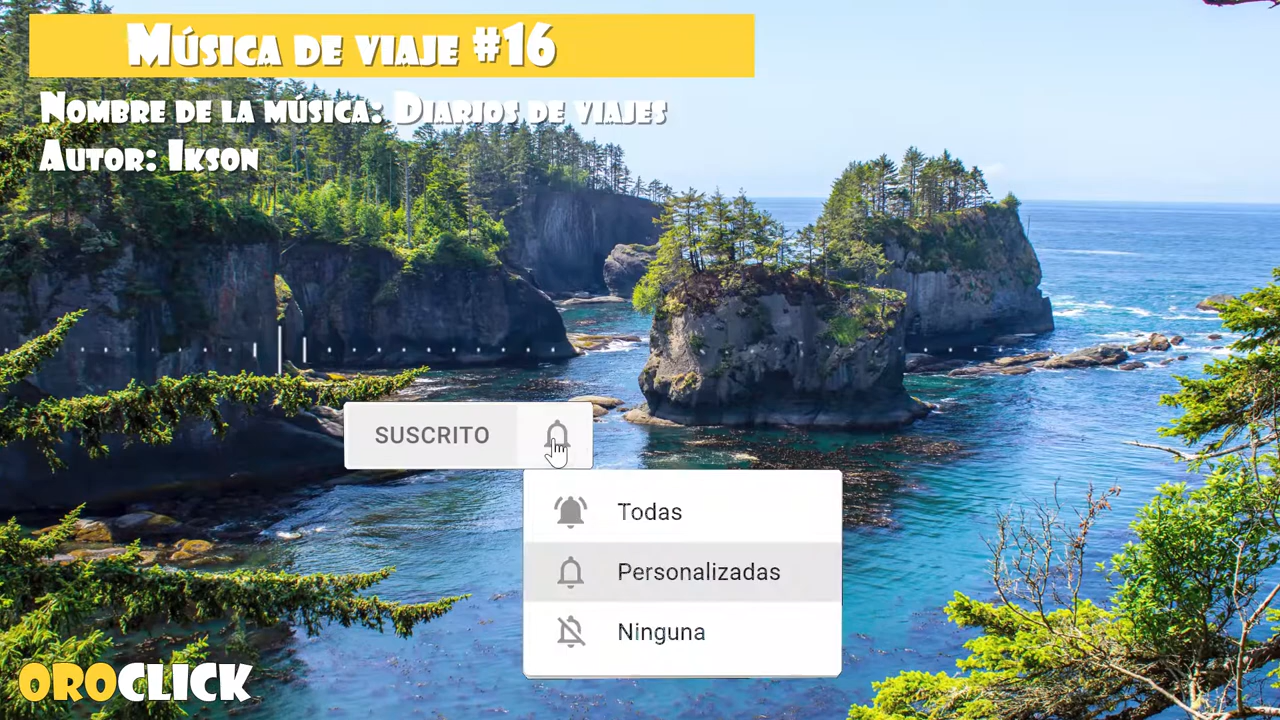 Música de viaje #16
Nombre de la música: Diarios de viajes
Autor: Ikson
SUSCRITO
Todas
Personalizadas
Ninguna
OROCLICK